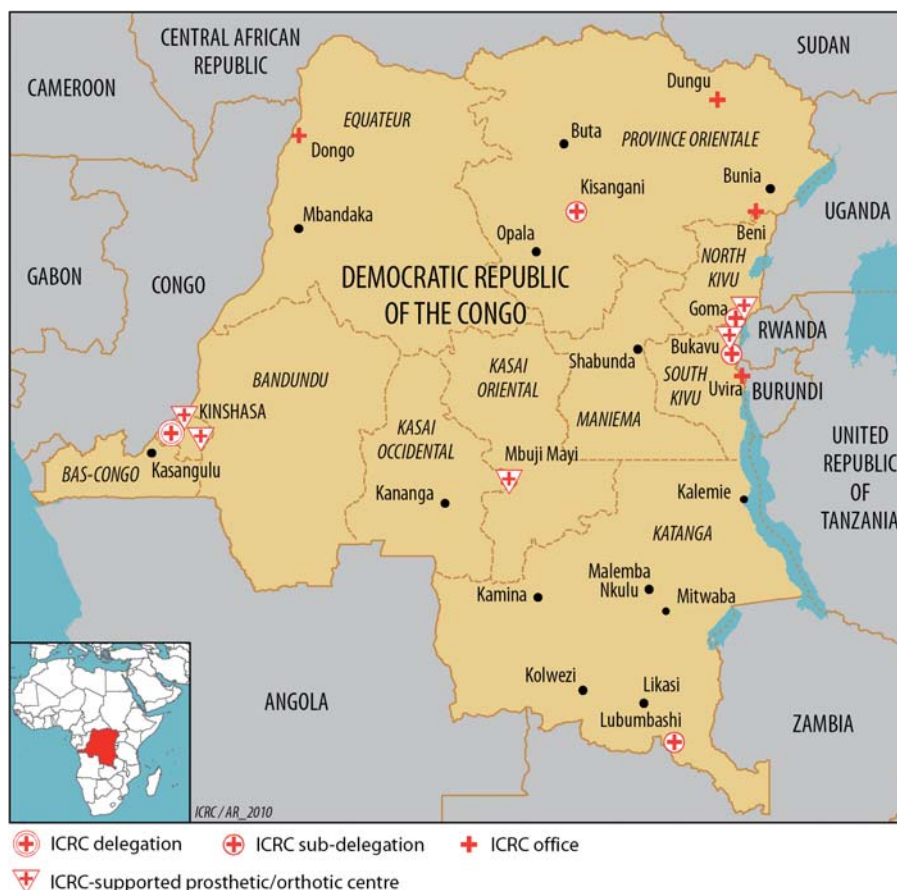 CENTRAL AFRICAN
REPUBLIC
SUDAN
CAMEROON
Dungu
EQUATEUR
Buta
PROVINCE ORIENTALE
Dongo
Bunia
Kisangani
Mbandaka
UGANDA
Beni
Opala
NORTH
KIVU
GABON
CONGO
DEMOCRATIC REPUBLIC
OF THE CONGO
Goma
RWANDA
Bukavu
Shabunda
KASAI
ORIENTAL
SOUTH
KIVU
BANDUNDU
Uvira
BURUNDI
KINSHASA
MANIEMA
KASAI
OCCIDENTAL
UNITED
REPUBLIC
OF
TANZANIA
Mbuji Mayi
BAS-CONGO
Kasangulu
Kananga
Kalemie
KATANGA
Malemba
Nkulu
Kamina
Mitwaba
Kolwezi
Likasi
ANGOLA
Lubumbashi
ZAMBIA
ICRC / AR_2010
ICRC delegation
ICRC sub-delegation
ICRC office
ICRC-supported prosthetic/orthotic centre